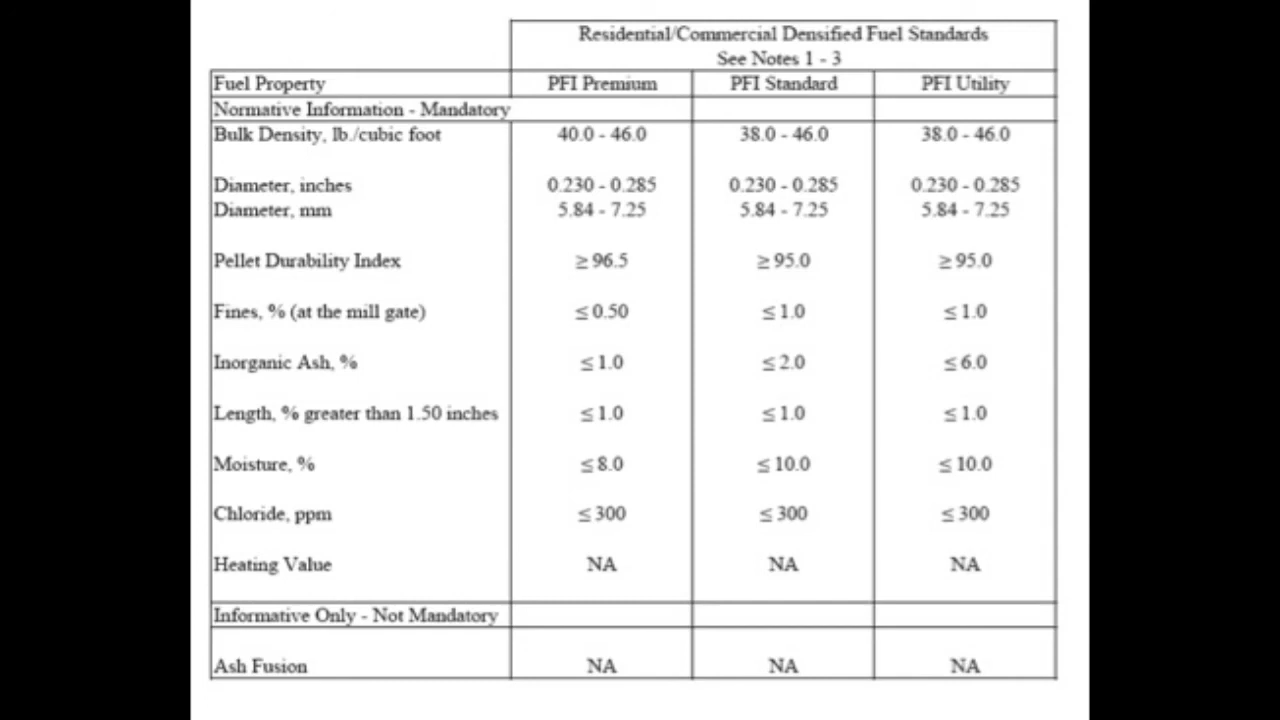 Residential/Commercial Densified Fuel Standards
See Notes 1 - 3
Fuel Property PFI Premium PFI Standard PFI Utility
Normative Information - Mandatory
Bulk Density, lb./cubic foot 40.0 - 46.0 38.0 - 46.0 38.0 - 46.0
Diameter, inches 0.230 - 0.285 0.230 - 0.285 0.230 - 0.285
Diameter, mm 5.84 - 7.25 5.84 - 7.25 5.84 - 7.25
Pellet Durability Index ≥ 96.5 ≥ 95.0 ≥ 95.0
Fines, % (at the mill gate) ≤ 0.50 ≤ 1.0 ≤ 1.0
Inorganic Ash, % ≤ 1.0 ≤ 2.0 ≤ 6.0
Length, % greater than 1.50 inches ≤ 1.0 ≤ 1.0 ≤ 1.0
Moisture, % ≤ 8.0 ≤ 10.0 ≤ 10.0
Chloride, ppm ≤ 300 ≤ 300 ≤ 300
Heating Value NA NA NA
Informative Only - Not Mandatory
Ash Fusion NA NA NA